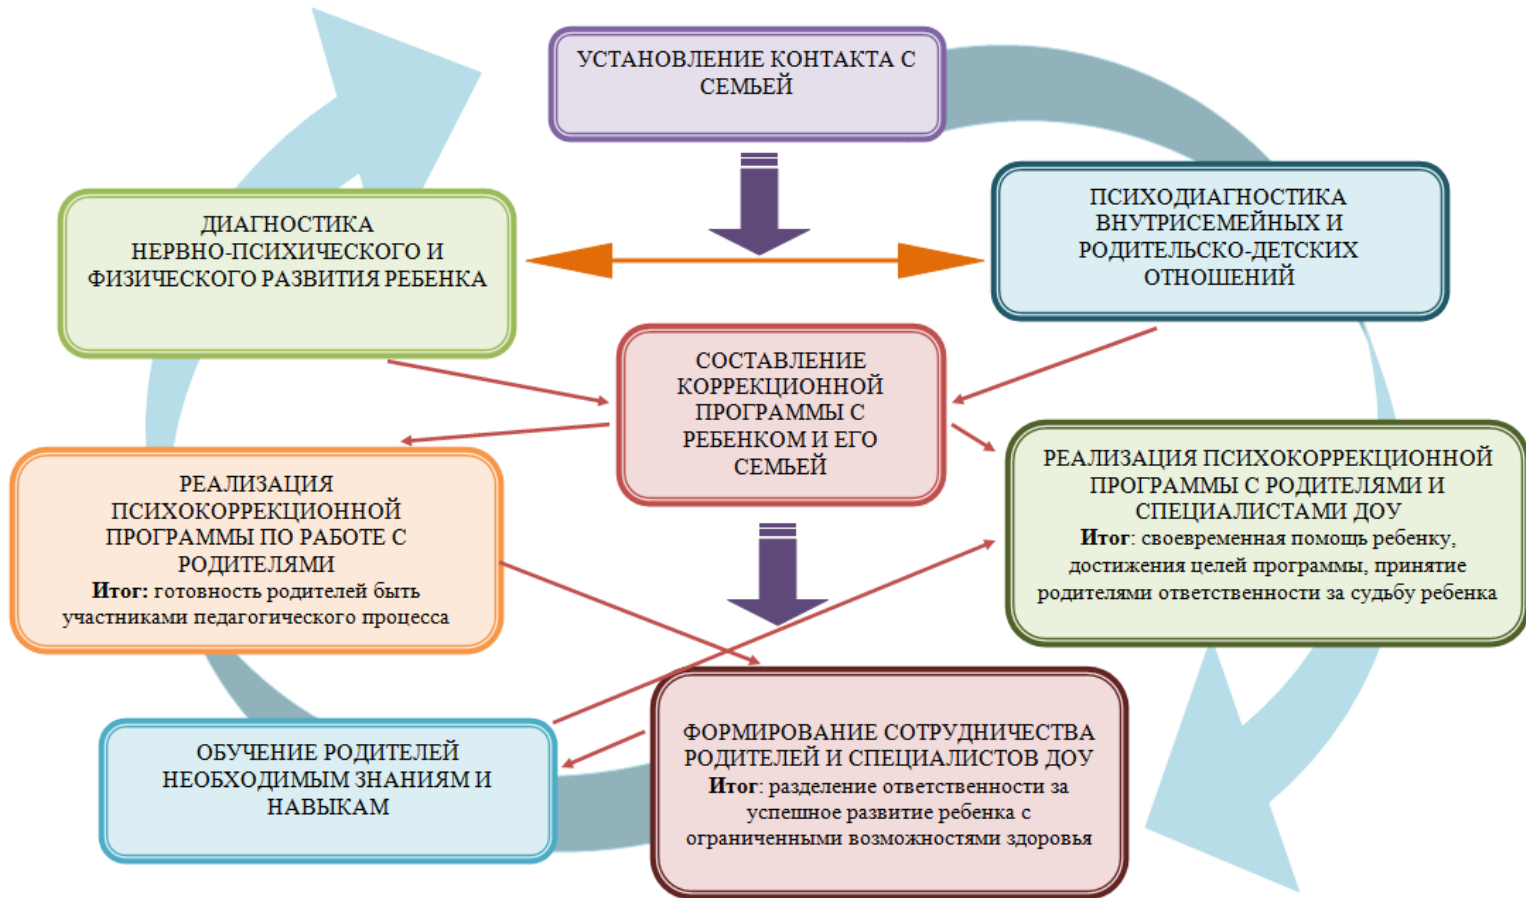 УСТАНОВЛЕНИЕ КОНТАКТА С
СЕМЬЕЙ
ДИАГНОСТИКА
НЕРВНО-ПСИХИЧЕСКОГО И
ФИЗИЧЕСКОГО РАЗВИТИЯ РЕБЕНКА
ПСИХОДИАГНОСТИКА
ВНУТРИСЕМЕЙНЫХ И
РОДИТЕЛЬСКО-ДЕТСКИХ
ОТНОШЕНИЙ
СОСТАВЛЕНИЕ
КОРРЕКЦИОННОЙ
ПРОГРАММЫ С
РЕБЕНКОМ И ЕГО
СЕМЬЕЙ
РЕАЛИЗАЦИЯ
ПСИХОКОРРЕКЦИОННОЙ
ПРОГРАММЫ ПО РАБОТЕ С
РОДИТЕЛЯМИ
Итог: готовность родителей быть
участниками педагогического процесса
РЕАЛИЗАЦИЯ ПСИХОКОРРЕКЦИОННОЙ
ПРОГРАММЫ С РОДИТЕЛЯМИ И
СПЕЦИАЛИСТАМИ ДОУ
Итог: своевременная помощь ребенку,
достижения целей программы, принятие
родителями ответственности за судьбу ребенка
ОБУЧЕНИЕ РОДИТЕЛЕЙ
НЕОБХОДИМЫМ ЗНАНИЯМ И
НАВЫКАМ
ФОРМИРОВАНИЕ СОТРУДНИЧЕСТВА
РОДИТЕЛЕЙ И СПЕЦИАЛИСТОВ ДОУ
Итог: разделение ответственности за
успешное развитие ребенка с
ограниченными возможностями здоровья